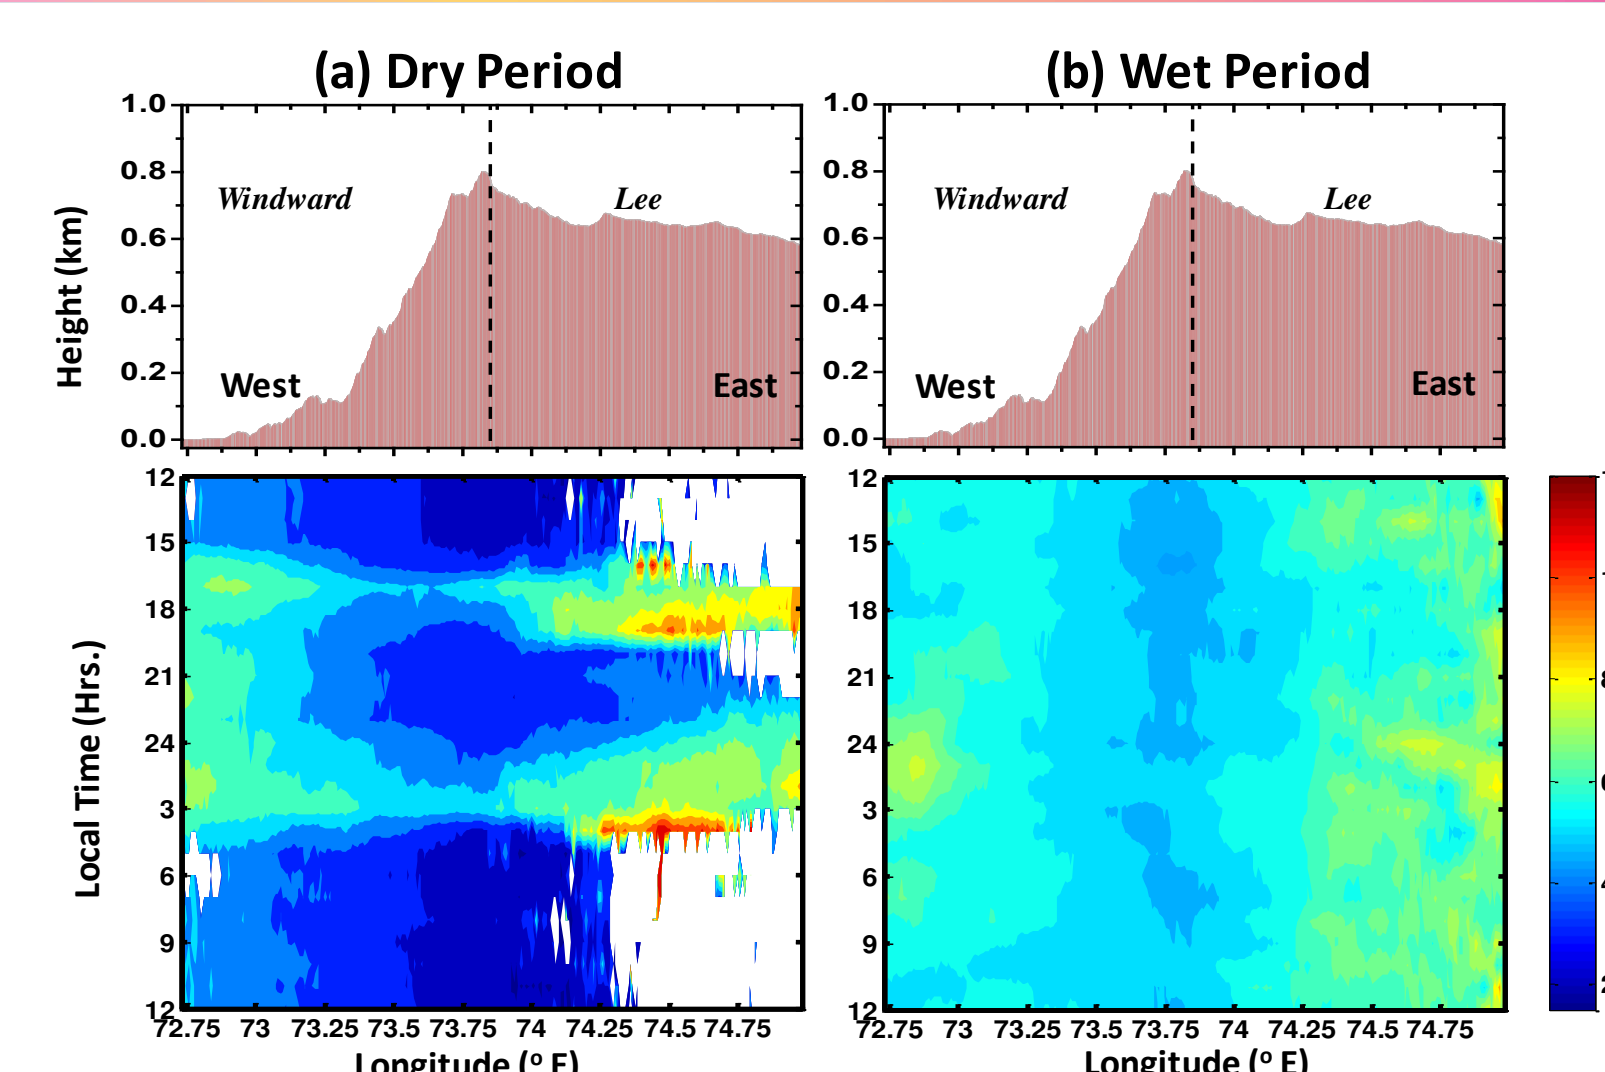 (a) Dry Period
(b) Wet Period
1.0
0.8
0.6
0.4
0.2
0.0
Height (km)
Windward
Lee
West
East
1.0
0.8
0.6
0.4
0.2
0.0
Windward
Lee
West
East
12
15
18
21
24
3
6
9
12
Local Time (Hrs.)
72.75 73 73.25 73.5 73.75 74 74.25 74.5 74.75
Longitude (º E)
12
15
18
21
24
3
6
9
12
72.75 73 73.25 73.5 73.75 74 74.25 74.5 74.75
Longitude (º E)